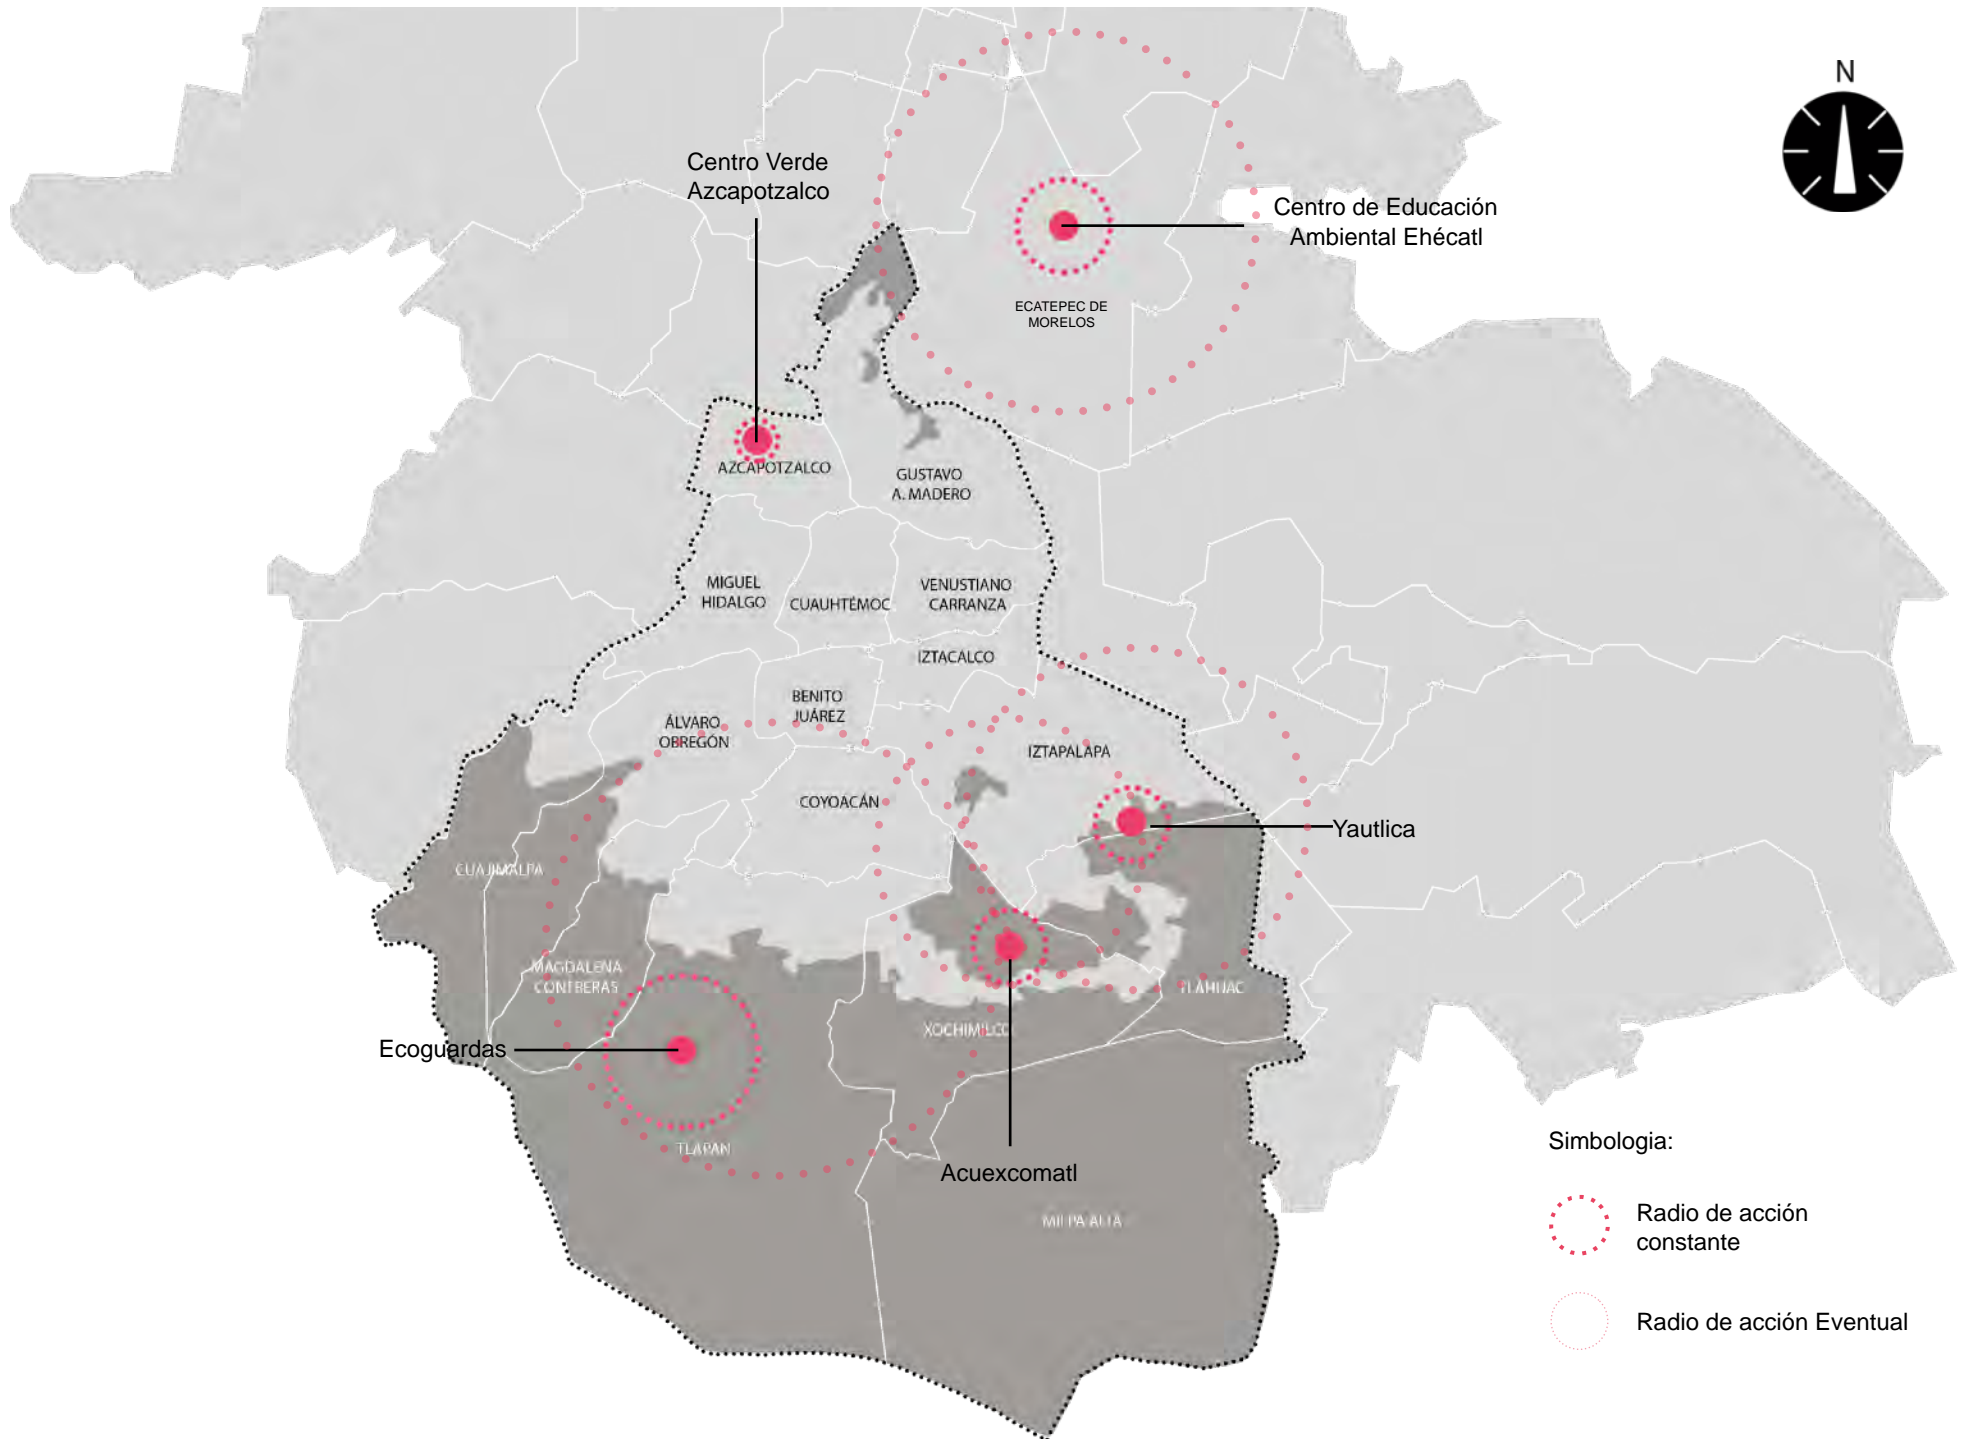 N
Centro Verde
Azcapotzalco
Centro de Educación
Ambiental Ehécatl
ECATEPEC DE
MORELOS
AZCAPOTZALCO
GUSTAVO
A. MADERO
MIGUEL
HIDALGO
CUAUHTÉMOC
VENUSTIANO
CARRANZA
IZTACALCO
BENITO
JUÁREZ
ÁLVARO
OBREGÓN
IZTAPALAPA
COYOACÁN
Yautlica
CUAJIMALPA
MAGDALENA
CONTRERAS
TLAHUAC
XOCHIMILCO
Ecoguardas
TLAPAN
Acuexcomatl
MILPA ALTA
Simbologia:
Radio de acción
constante
Radio de acción Eventual